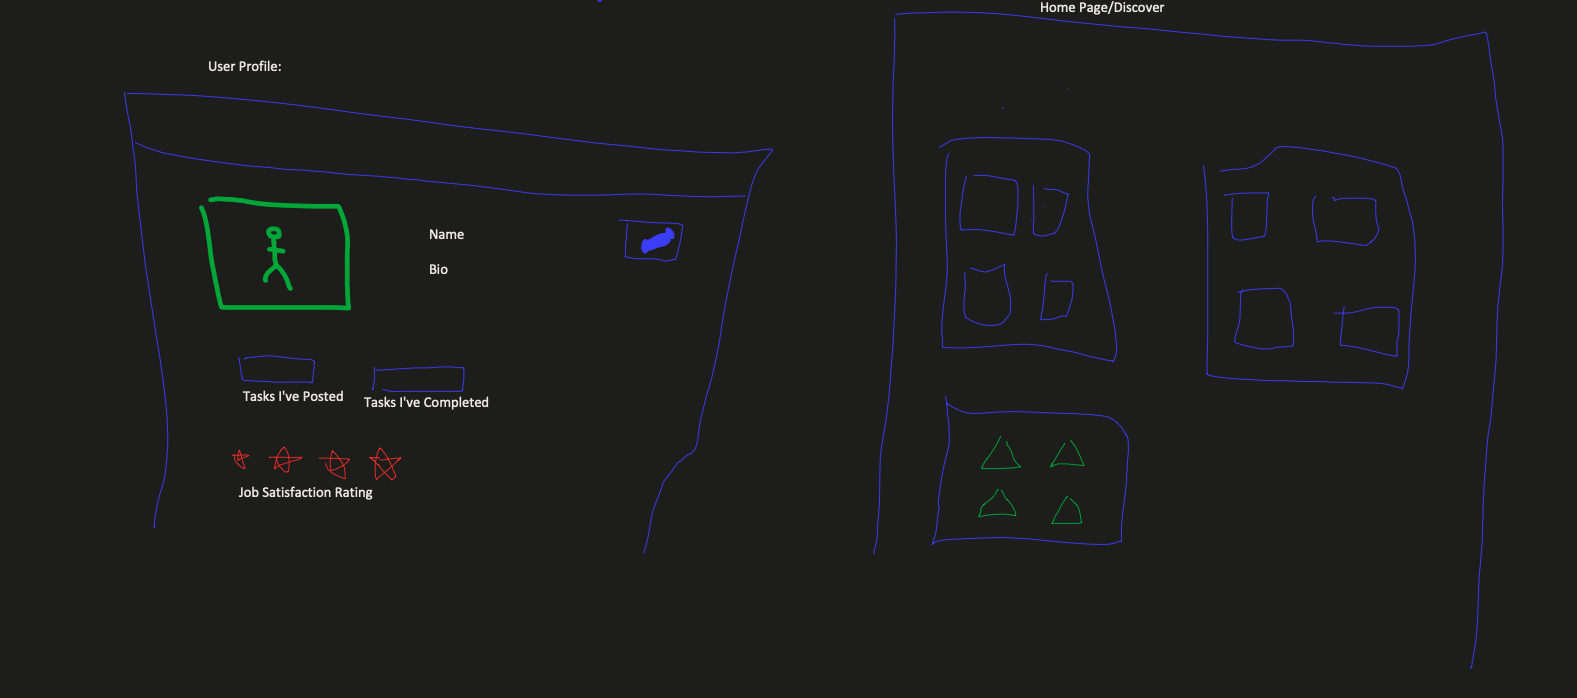 Home Page/Discover
User Profile:
Name
Bio
Tasks I've Posted
Tasks I've Completed
Job Satisfaction Rating